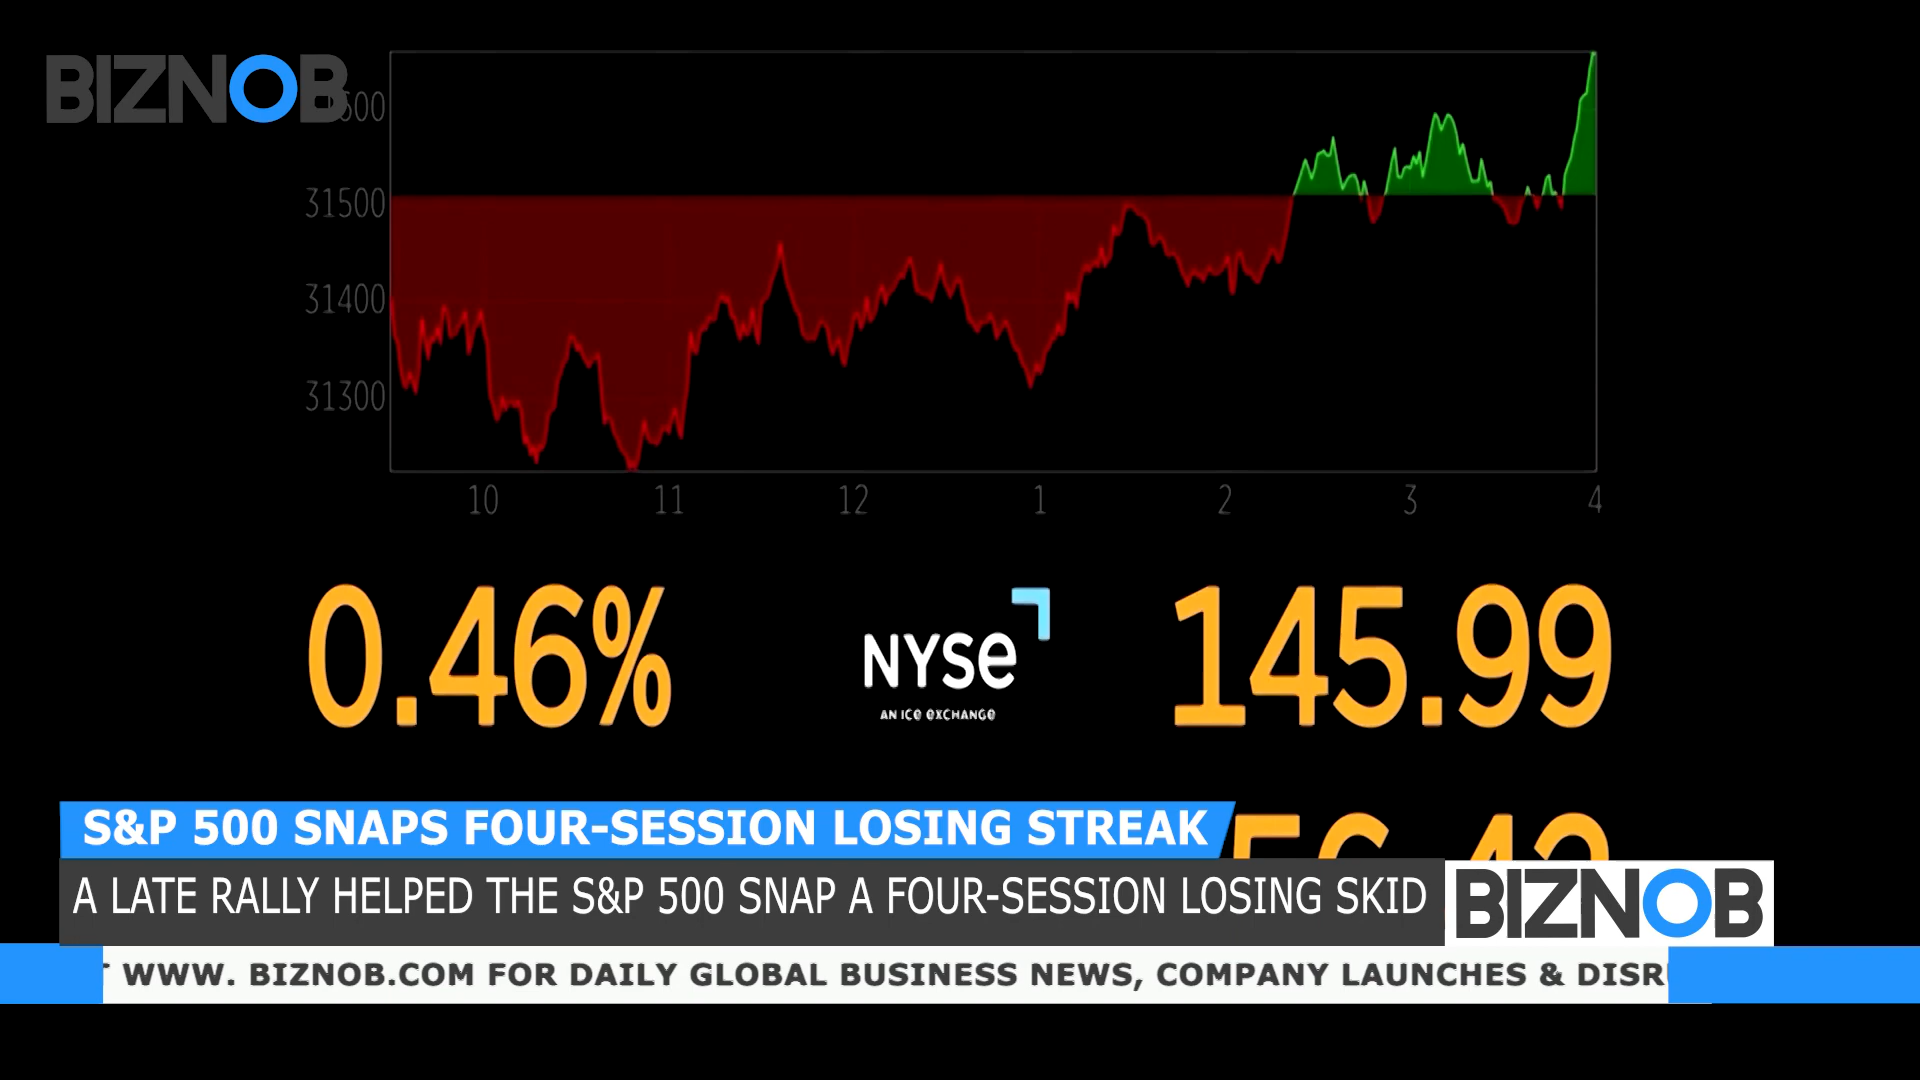 BIZNOB
31500
31400
31300
10 11 12 1 2 3 4
0.46%
NYSe
AN ICE EXCHANGE
145.99
S&P 500 SNAPS FOUR-SESSION LOSING STREAK
A LATE RALLY HELPED THE S&P 500 SNAP A FOUR-SESSION LOSING SKID
BIZNOB
WWW. BIZNOB.COM FOR DAILY GLOBAL BUSINESS NEWS, COMPANY LAUNCHES &